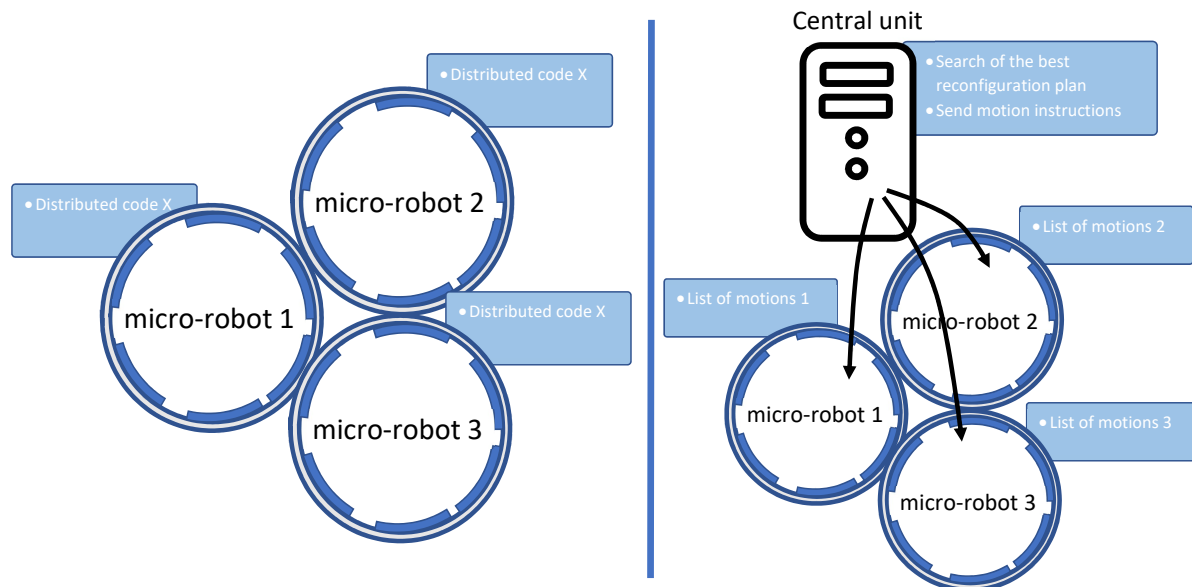 • Distributed code X
micro-robot 2
• Distributed code X
micro-robot 1
• Distributed code X
micro-robot 3
Central unit
• Search of the best
reconfiguration plan
• Send motion instructions
• List of motions 2
• List of motions 1
micro-robot 2
micro-robot 1
• List of motions 3
micro-robot 3